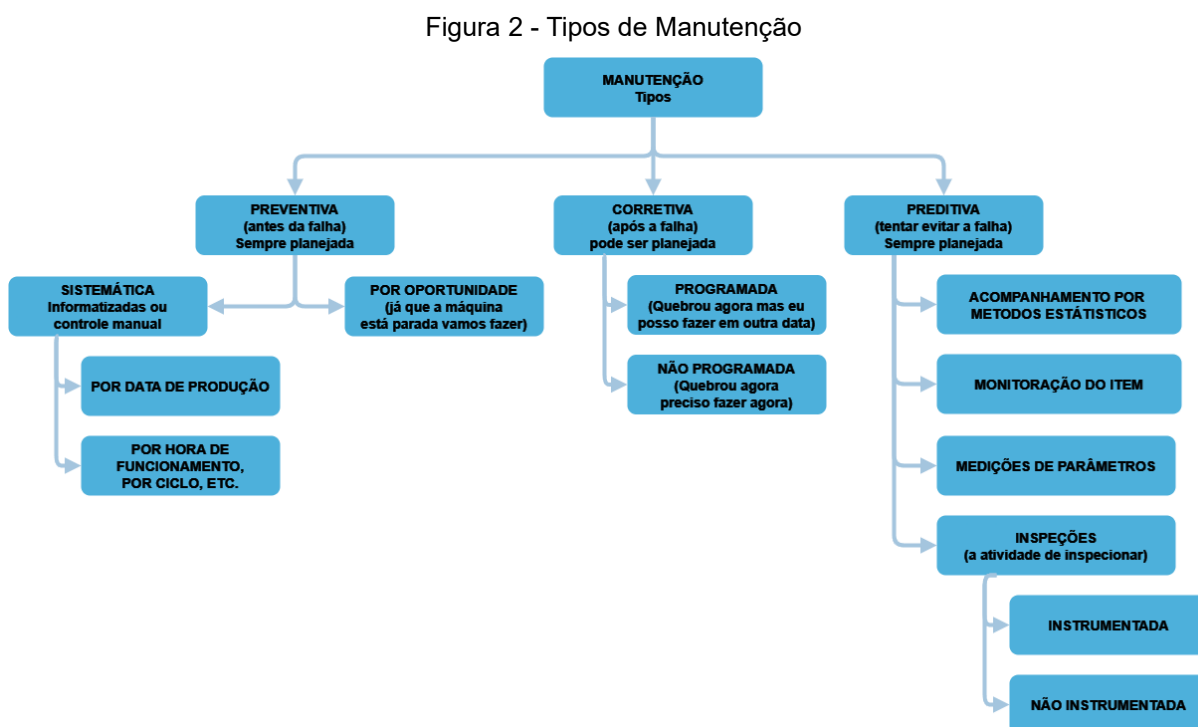 Figura 2 - Tipos de Manutenção
MANUTENÇÃO
Tipos
PREVENTIVA
(antes da falha)
Sempre planejada
CORRETIVA
(após a falha)
pode ser planejada
PREDITIVA
(tentar evitar a falha)
Sempre planejada
SISTEMÁTICA
Informatizadas ou
controle manual
POR OPORTUNIDADE
(já que a máquina
está parada vamos fazer)
POR DATA DE PRODUÇÃO
POR HORA DE
FUNCIONAMENTO,
POR CICLO, ETC.
PROGRAMADA
(Quebrou agora mas eu
posso fazer em outra data)
NÃO PROGRAMADA
(Quebrou agora
preciso fazer agora)
ACOMPANHAMENTO POR
METODOS ESTÁTISTICOS
MONITORAÇÃO DO ITEM
MEDIÇÕES DE PARÂMETROS
INSPEÇÕES
(a atividade de inspecionar)
INSTRUMENTADA
NÃO INSTRUMENTADA